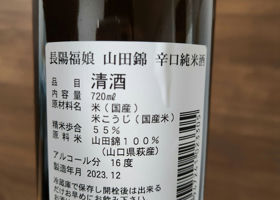 長陽福娘 山田錦 辛口純米酒
品目 清酒
内容量 720㎖
原材料名 米(国産)
米こうじ(国産米)
精米歩合 55%
原料米 山田錦100%
(山口県萩産)
アルコール分 16度
製造年月 2023.12
冷蔵庫で保存し開栓後は出来る
だけお早めにお飲み下さい